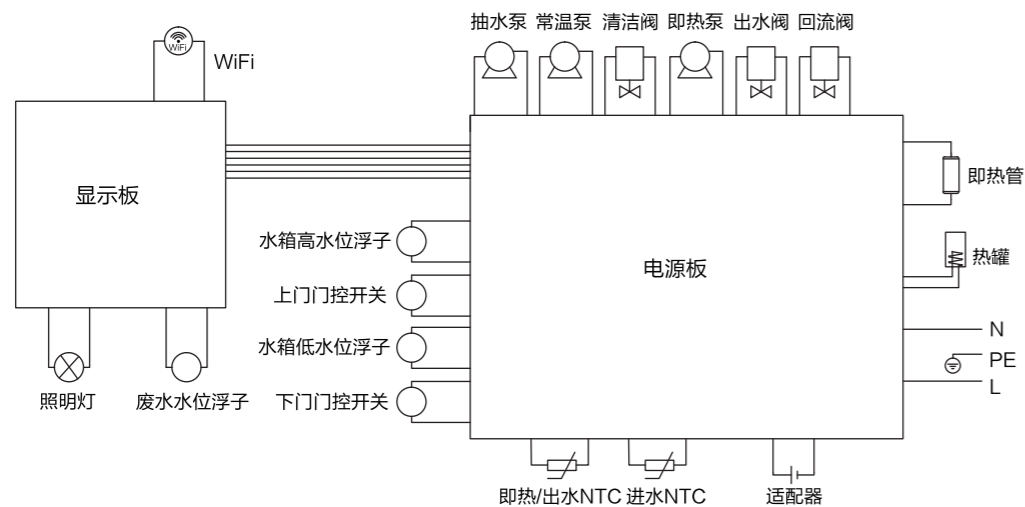 抽水泵 常温泵 清洁阀 即热泵 出水阀 回流阀
WiFi
WiFi
显示板
即热管
水箱高水位浮子
热罐
电源板
上门门控开关
N
水箱低水位浮子
PE
L
照明灯 废水水位浮子 下门门控开关
即热/出水NTC 进水NTC 适配器